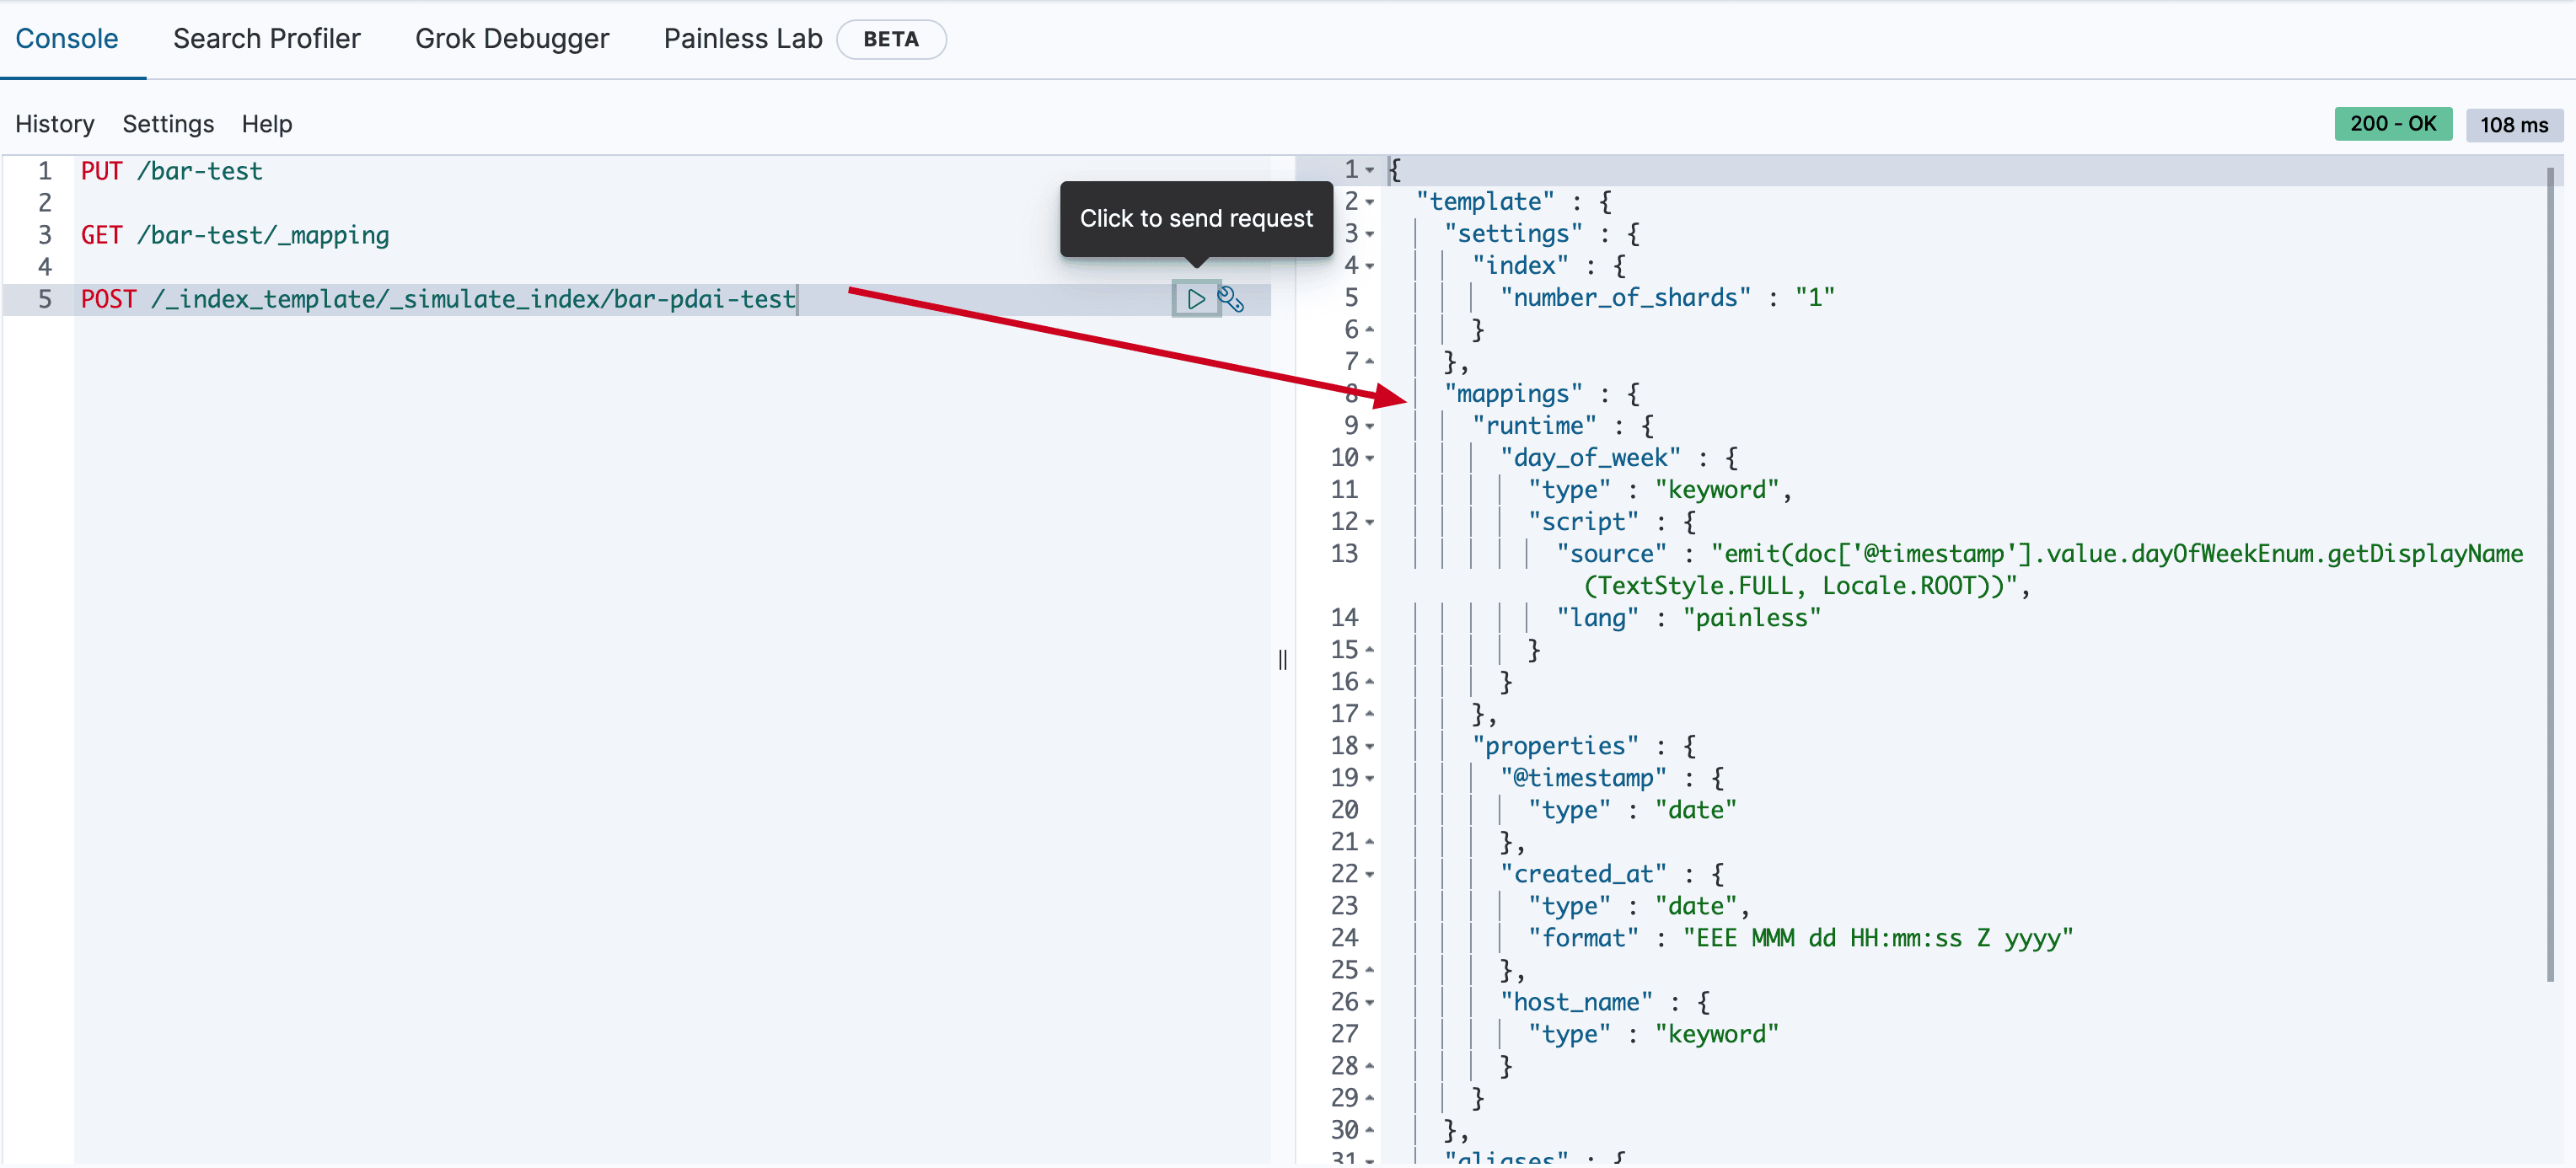 Console Search Profiler Grok Debugger Painless Lab BETA
History Settings Help
200 - OK 108 ms
1 PUT /bar-test
2
3 GET /bar-test/_mapping
4
5 POST /_index_template/_simulate_index/bar-pdai-test
Click to send request
1 {
2 "template" : {
3 "settings" : {
4 "index" : {
5 "number_of_shards" : "1"
6 }
7 },
8 "mappings" : {
9 "runtime" : {
10 "day_of_week" : {
11 "type" : "keyword",
12 "script" : {
13 "source" : "emit(doc['@timestamp'].value.dayOfWeekEnum.getDisplayName
(TextStyle.FULL, Locale.ROOT))",
14 "lang" : "painless"
15 }
16 }
17 },
18 "properties" : {
19 "@timestamp" : {
20 "type" : "date"
21 },
22 "created_at" : {
23 "type" : "date",
24 "format" : "EEE MMM dd HH:mm:ss Z yyyy"
25 },
26 "host_name" : {
27 "type" : "keyword"
28 }
29 }
30 },
31 "aliases" : {